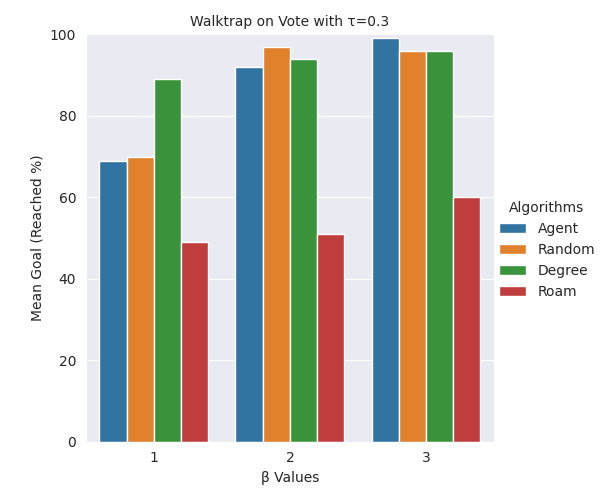 Walktrap on Vote with τ=0.3
100
80
60
40
20
0
Mean Goal (Reached %)
1
2
3
β Values
Algorithms
Agent
Random
Degree
Roam